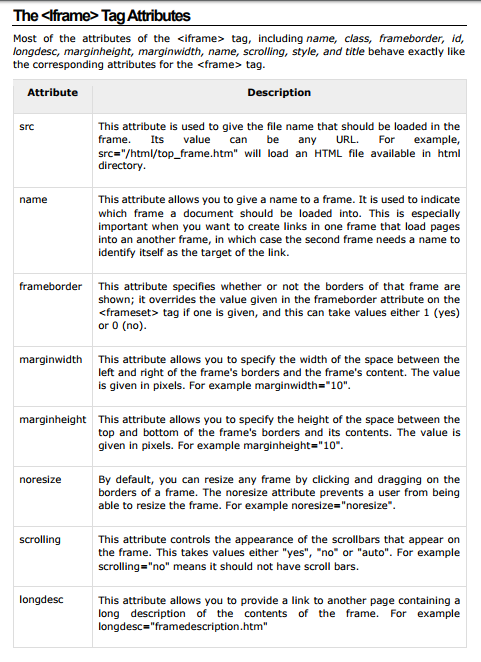 The <Iframe> Tag Attributes
Most of the attributes of the <iframe> tag, including name, class, frameborder, id,
longdesc, marginheight, marginwidth, name, scrolling, style, and title behave exactly like
the corresponding attributes for the <frame> tag.
Attribute Description
src This attribute is used to give the file name that should be loaded in the
frame. Its value can be any URL. For example,
src="/html/top_frame.htm" will load an HTML file available in html
directory.
name This attribute allows you to give a name to a frame. It is used to indicate
which frame a document should be loaded into. This is especially
important when you want to create links in one frame that load pages
into an another frame, in which case the second frame needs a name to
identify itself as the target of the link.
frameborder This attribute specifies whether or not the borders of that frame are
shown; it overrides the value given in the frameborder attribute on the
<frameset> tag if one is given, and this can take values either 1 (yes)
or 0 (no).
marginwidth This attribute allows you to specify the width of the space between the
left and right of the frame's borders and the frame's content. The value
is given in pixels. For example marginwidth="10".
marginheight This attribute allows you to specify the height of the space between the
top and bottom of the frame's borders and its contents. The value is
given in pixels. For example marginheight="10".
noresize By default, you can resize any frame by clicking and dragging on the
borders of a frame. The noresize attribute prevents a user from being
able to resize the frame. For example noresize="noresize".
scrolling This attribute controls the appearance of the scrollbars that appear on
the frame. This takes values either "yes", "no" or "auto". For example
scrolling="no" means it should not have scroll bars.
longdesc This attribute allows you to provide a link to another page containing a
long description of the contents of the frame. For example
longdesc="framedescription.htm"